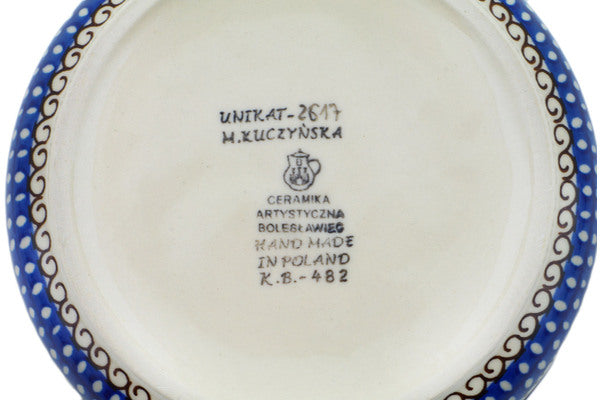 UNIKAT-2617
M.KUCZYŃSKA
CERAMIKA
ARTYSTYCZNA
BOLESŁAWIEC
HAND MADE
IN POLAND
K.B.-482